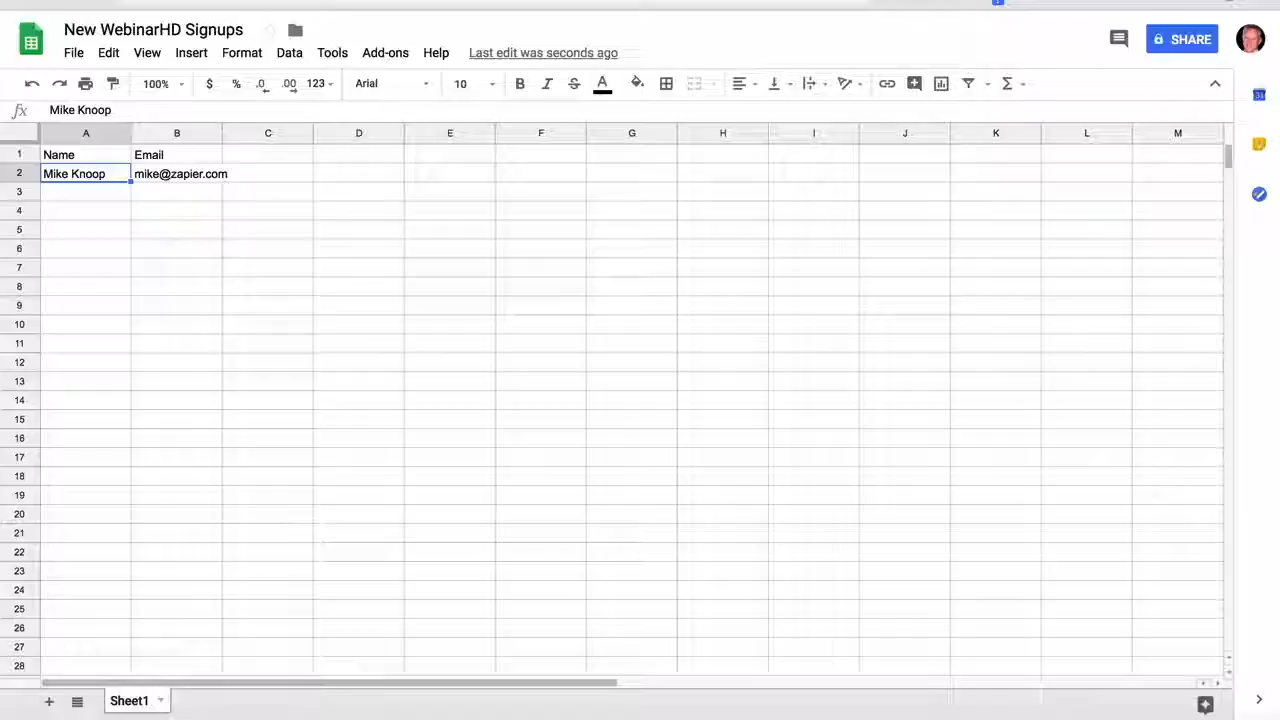 New WebinarHD Signups
File Edit View Insert Format Data Tools Add-ons Help Last edit was seconds ago
SHARE
100% $ % .0 .00 123 Arial 10 B I S A
fx Mike Knoop
A B C D E F G H I J K L M
1 Name Email
2 Mike Knoop mike@zapier.com
3
4
5
6
7
8
9
10
11
12
13
14
15
16
17
18
19
20
21
22
23
24
25
26
27
28
Sheet1